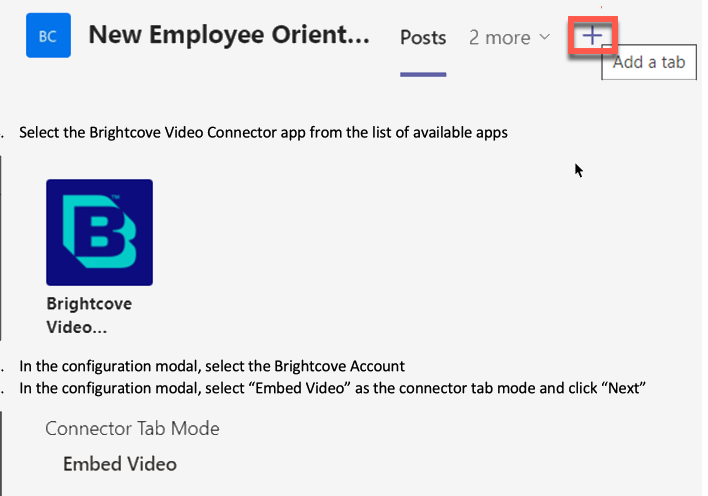 BC
New Employee Orient...
Posts
2 more
+
Add a tab
. Select the Brightcove Video Connector app from the list of available apps
B™
Brightcove
Video...
. In the configuration modal, select the Brightcove Account
. In the configuration modal, select “Embed Video” as the connector tab mode and click “Next”
Connector Tab Mode
Embed Video